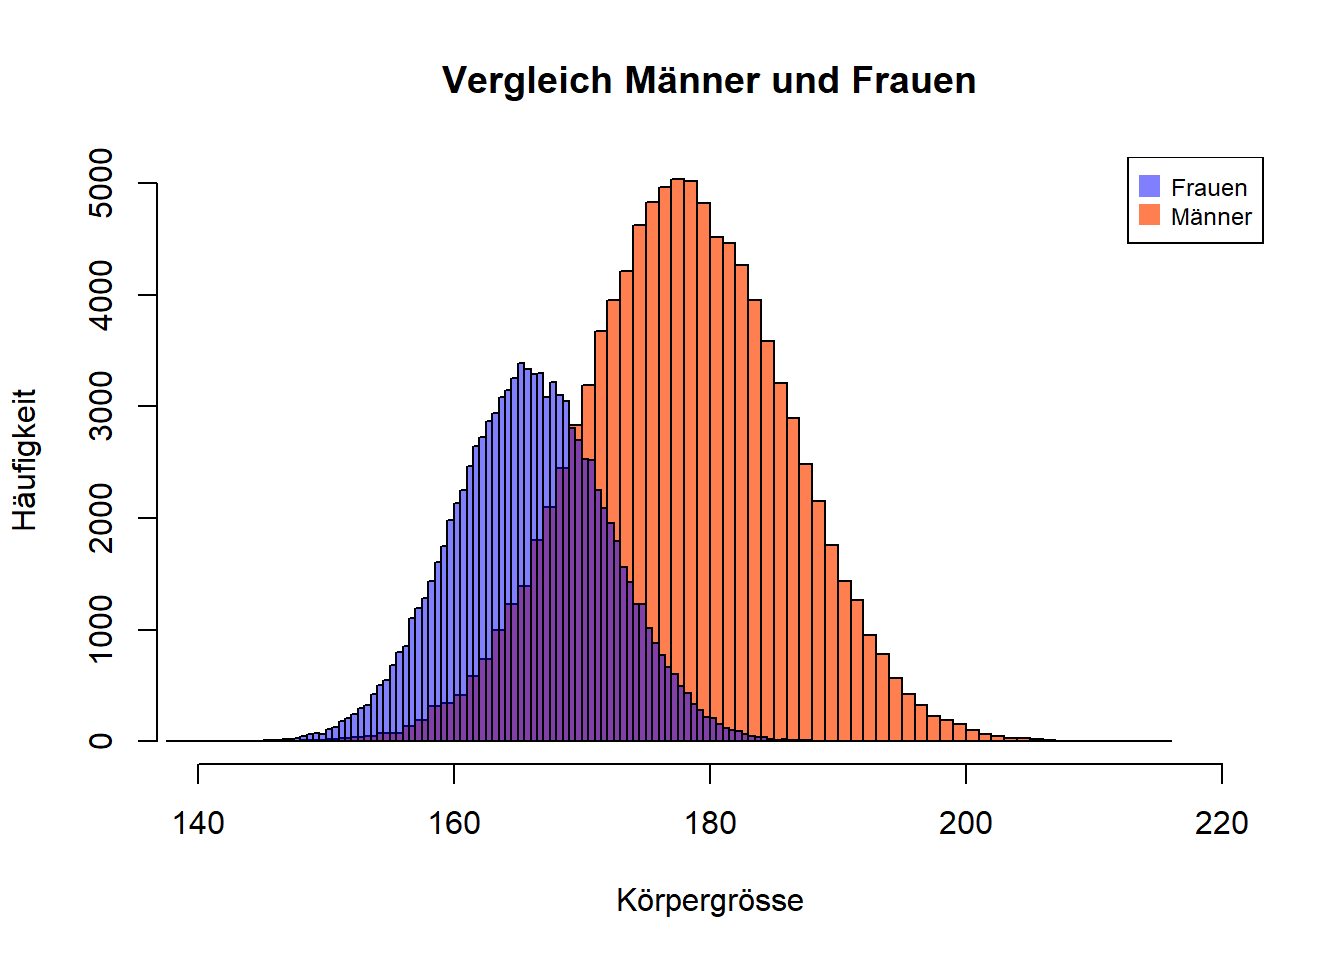 Vergleich Männer und Frauen
Frauen
Männer
5000
4000
3000
2000
1000
0
Häufigkeit
140 160 180 200 220
Körpergrösse